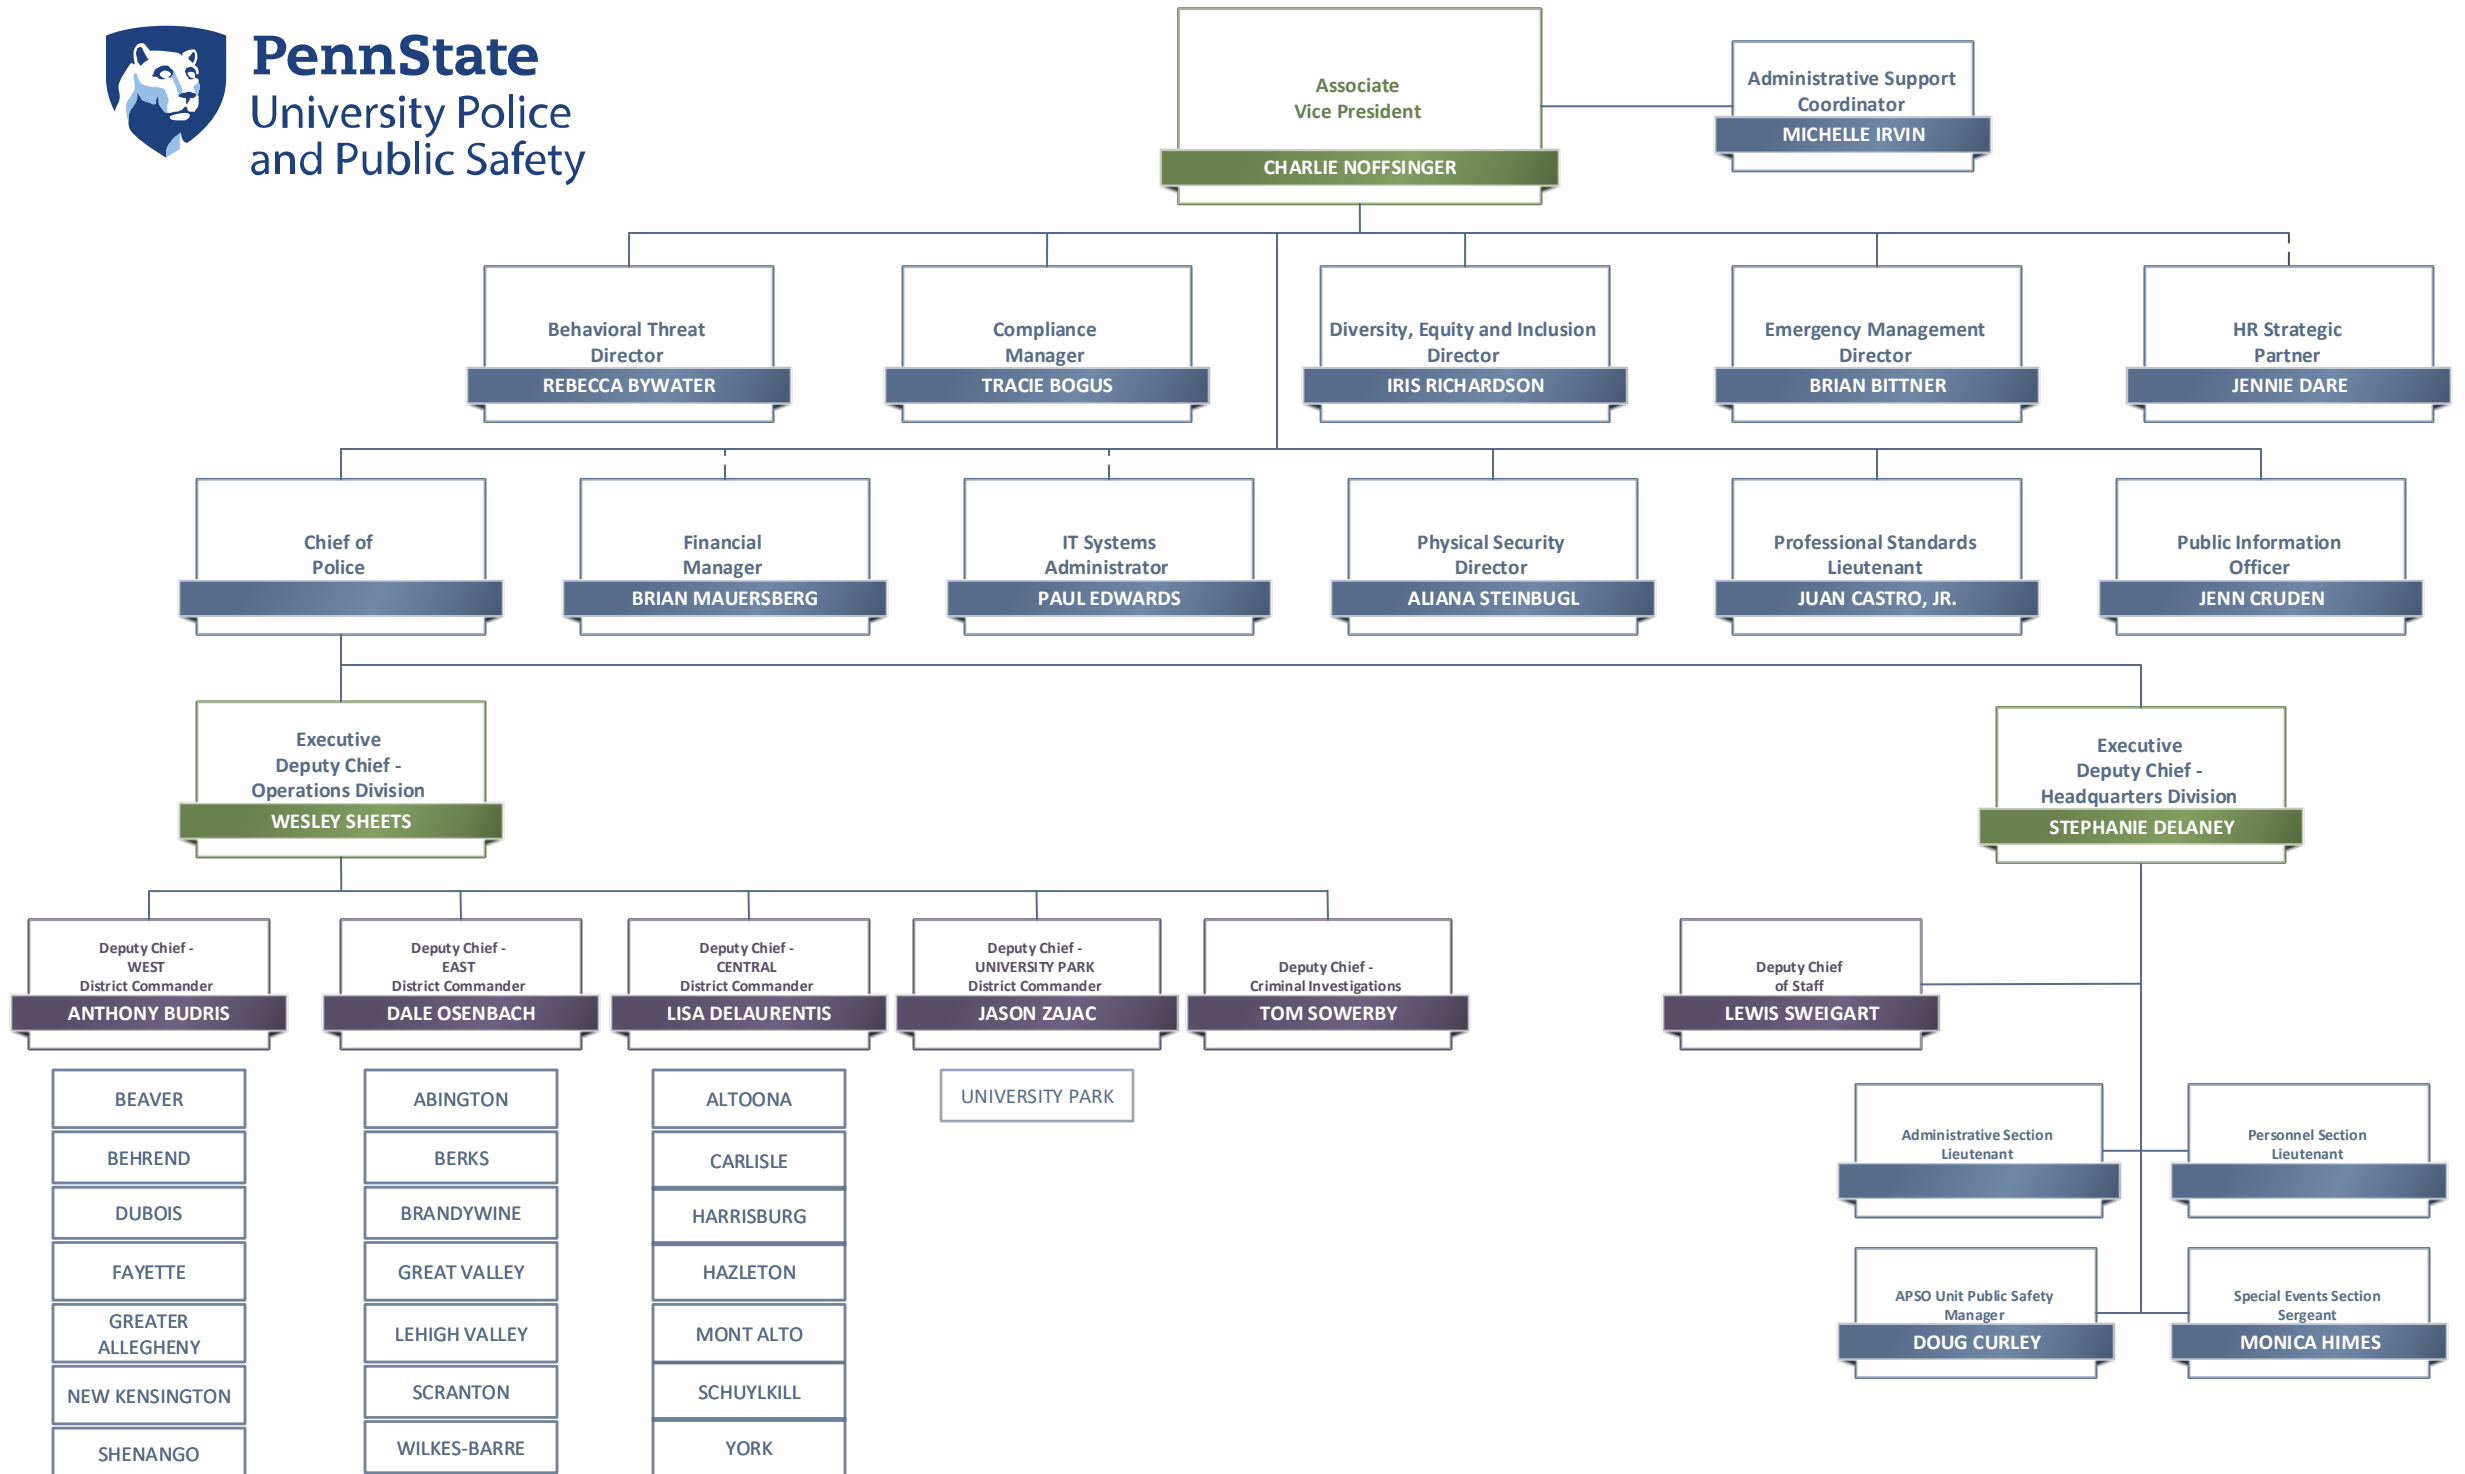 PennState
University Police
and Public Safety
Associate
Vice President
CHARLIE NOFFSINGER
Administrative Support
Coordinator
MICHELLE IRVIN
Behavioral Threat
Director
REBECCA BYWATER
Compliance
Manager
TRACIE BOGUS
Diversity, Equity and Inclusion
Director
IRIS RICHARDSON
Emergency Management
Director
BRIAN BITTNER
HR Strategic
Partner
JENNIE DARE
Chief of
Police
Financial
Manager
BRIAN MAUERSBERG
IT Systems
Administrator
PAUL EDWARDS
Physical Security
Director
ALIANA STEINBUGL
Professional Standards
Lieutenant
JUAN CASTRO, JR.
Public Information
Officer
JENN CRUDEN
Executive
Deputy Chief -
Operations Division
WESLEY SHEETS
Executive
Deputy Chief -
Headquarters Division
STEPHANIE DELANEY
Deputy Chief -
WEST
District Commander
ANTHONY BUDRIS
Deputy Chief -
EAST
District Commander
DALE OSENBACH
Deputy Chief -
CENTRAL
District Commander
LISA DELAURENTIS
Deputy Chief -
UNIVERSITY PARK
District Commander
JASON ZAJAC
Deputy Chief -
Criminal Investigations
TOM SOWERBY
Deputy Chief
of Staff
LEWIS SWEIGART
BEAVER
BEHREND
DUBOIS
FAYETTE
GREATER
ALLEGHENY
NEW KENSINGTON
SHENANGO
ABINGTON
BERKS
BRANDYWINE
GREAT VALLEY
LEHIGH VALLEY
SCRANTON
WILKES-BARRE
ALTOONA
CARLISLE
HARRISBURG
HAZLETON
MONT ALTO
SCHUYLKILL
YORK
UNIVERSITY PARK
Administrative Section
Lieutenant
Personnel Section
Lieutenant
APSO Unit Public Safety
Manager
DOUG CURLEY
Special Events Section
Sergeant
MONICA HIMES